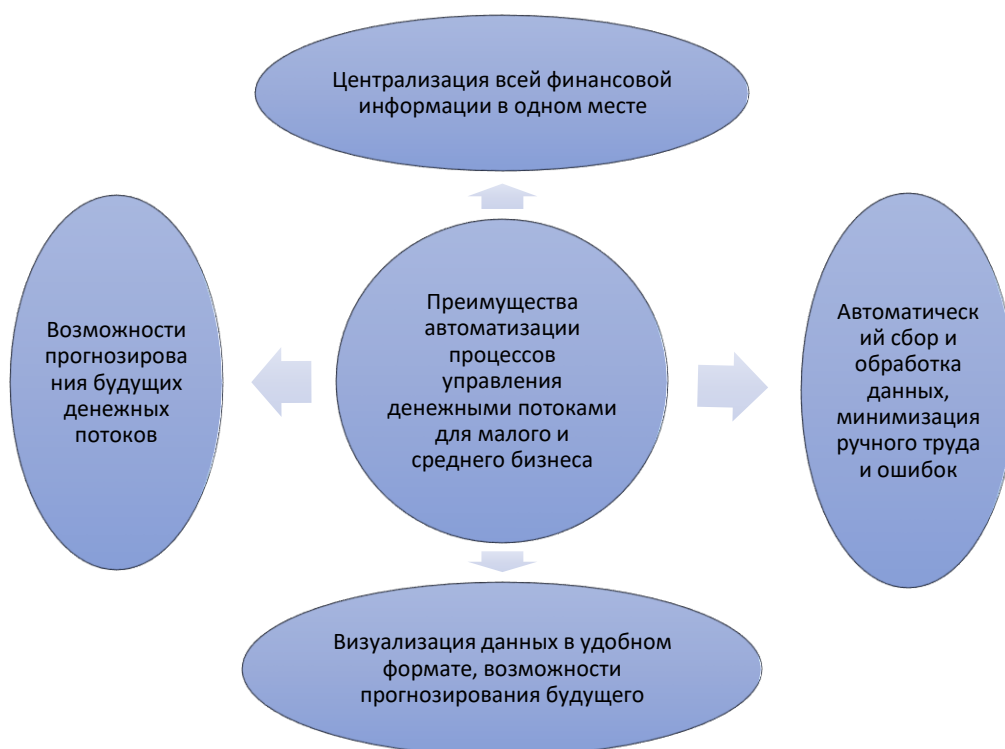 Централизация всей финансовой
информации в одном месте
Возможности
прогнозирова
ния будущих
денежных
потоков
Преимущества
автоматизации
процессов
управления
денежными потоками
для малого и
среднего бизнеса
Автоматическ
ий сбор и
обработка
данных,
минимизация
ручного труда
и ошибок
Визуализация данных в удобном
формате, возможности
прогнозирования будущего